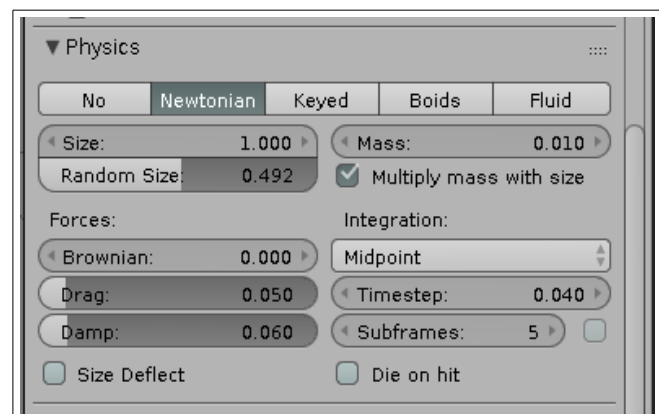 Physics
No Newtonian Keyed Boids Fluid
Size: 1.000 Mass: 0.010
Random Size: 0.492 Multiply mass with size
Forces: Integration:
Brownian: 0.000 Midpoint
Drag: 0.050 Timestep: 0.040
Damp: 0.060 Subframes: 5
Size Deflect Die on hit